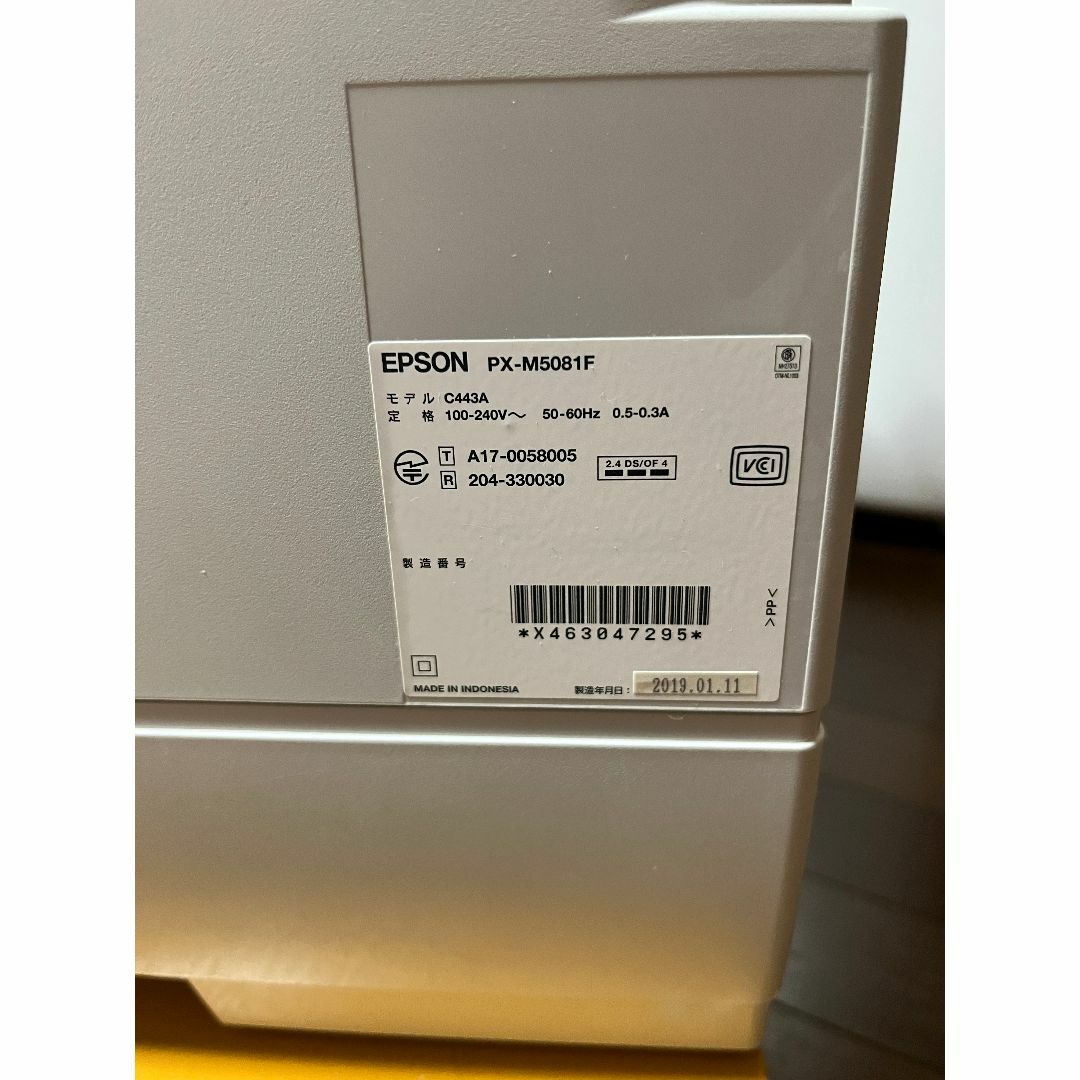 EPSON PX-M5081F
モデル C443A
定格 100-240V～ 50-60Hz 0.5-0.3A
T A17-0058005
R 204-330030
2.4 DS/OF 4
VCI
製造番号
*X463047295*
>PP<
MADE IN INDONESIA
製造年月日: 2019.01.11